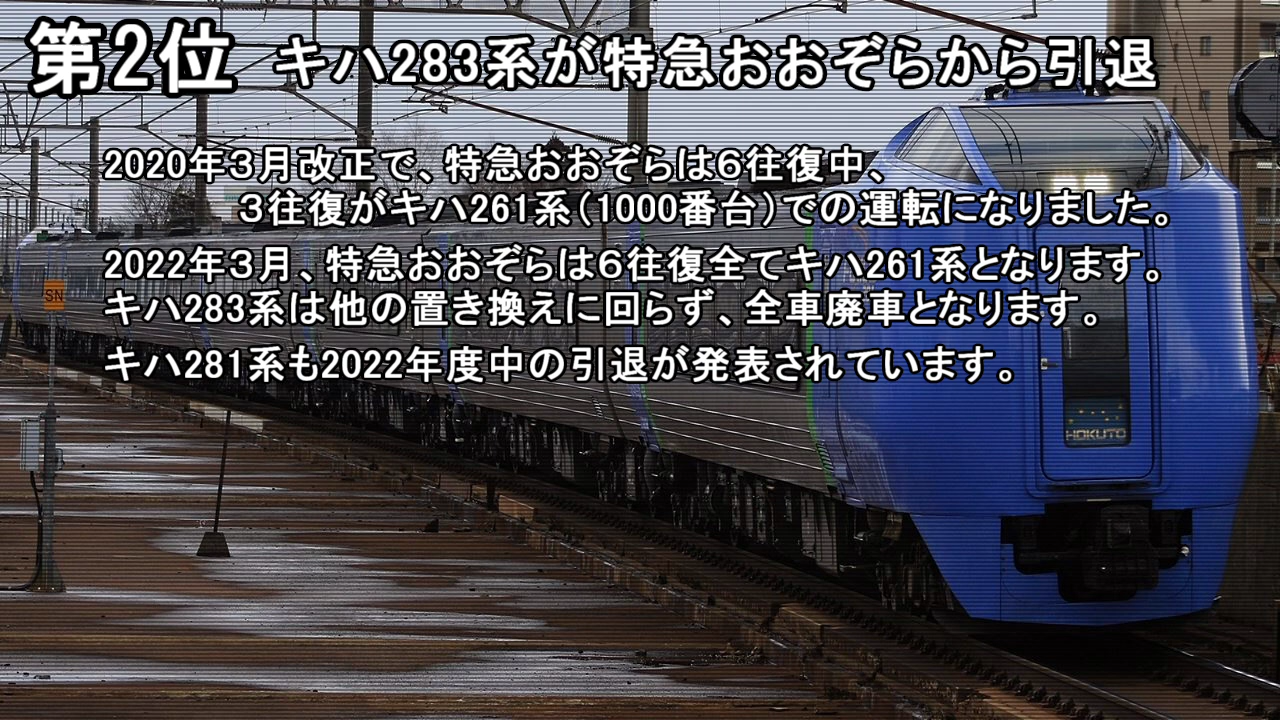 第2位 キハ283系が特急おおぞらから引退
2020年３月改正で、特急おおぞらは６往復中、
３往復がキハ261系（1000番台）での運転になりました。
2022年３月、特急おおぞらは６往復全てキハ261系となります。
キハ283系は他の置き換えに回らず、全車廃車となります。
キハ281系も2022年度中の引退が発表されています。
SN
HOKUTO